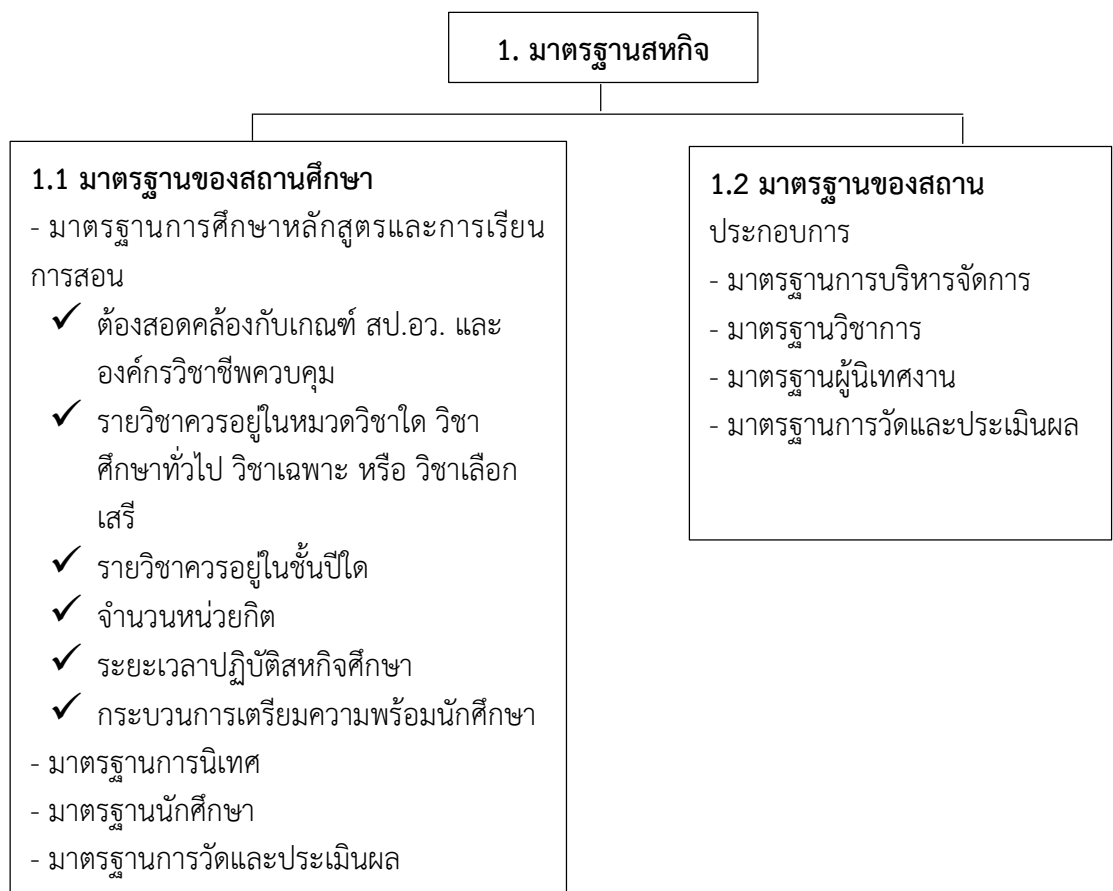 1. มาตรฐานสหกิจ
1.1 มาตรฐานของสถานศึกษา
- มาตรฐานการศึกษาหลักสูตรและการเรียน
การสอน
✓ ต้องสอดคล้องกับเกณฑ์ สป.อว. และ
องค์กรวิชาชีพควบคุม
✓ รายวิชาควรอยู่ในหมวดวิชาใด วิชา
ศึกษาทั่วไป วิชาเฉพาะ หรือ วิชาเลือก
เสรี
✓ รายวิชาควรอยู่ในชั้นปีใด
✓ จำนวนหน่วยกิต
✓ ระยะเวลาปฏิบัติสหกิจศึกษา
✓ กระบวนการเตรียมความพร้อมนักศึกษา
- มาตรฐานการนิเทศ
- มาตรฐานนักศึกษา
- มาตรฐานการวัดและประเมินผล
1.2 มาตรฐานของสถาน
ประกอบการ
- มาตรฐานการบริหารจัดการ
- มาตรฐานวิชาการ
- มาตรฐานผู้นิเทศงาน
- มาตรฐานการวัดและประเมินผล